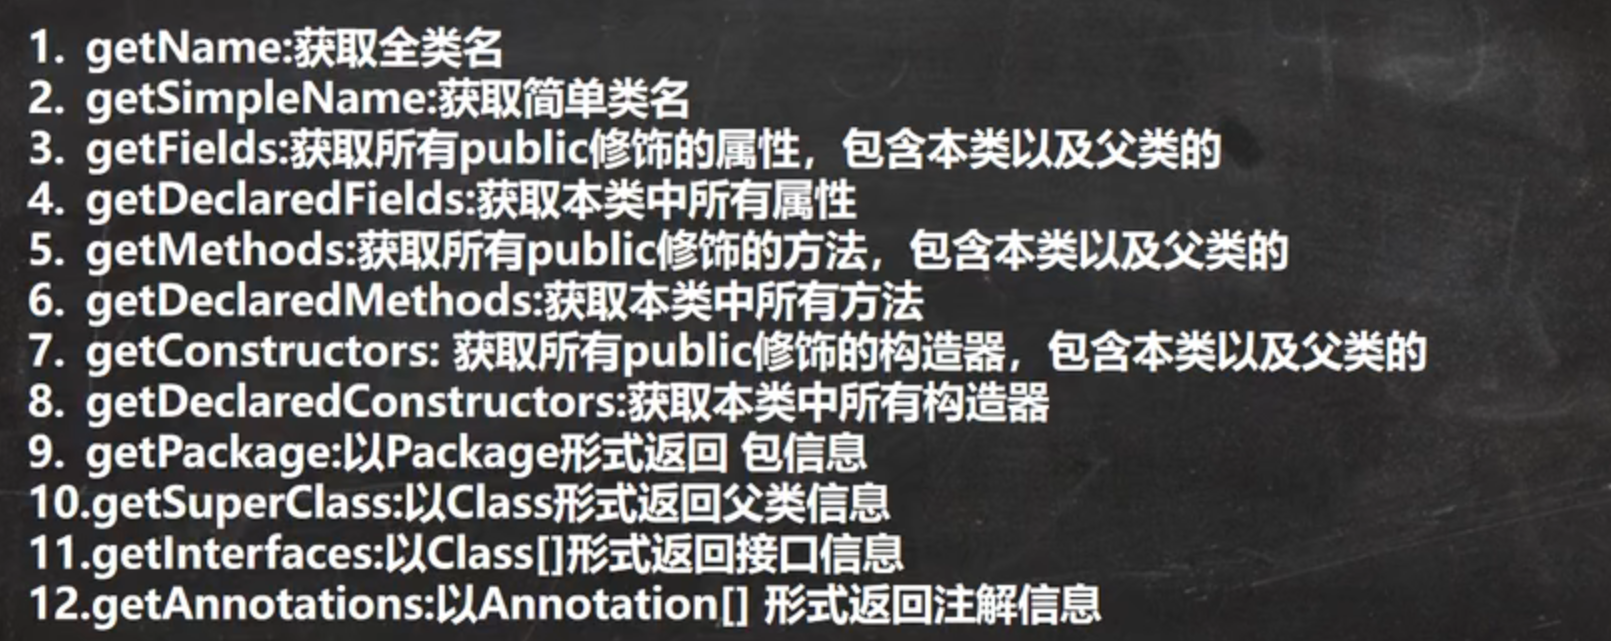 1. getName:获取全类名
2. getSimpleName:获取简单类名
3. getFields:获取所有public修饰的属性，包含本类以及父类的
4. getDeclaredFields:获取本类中所有属性
5. getMethods:获取所有public修饰的方法，包含本类以及父类的
6. getDeclaredMethods:获取本类中所有方法
7. getConstructors: 获取所有public修饰的构造器，包含本类以及父类的
8. getDeclaredConstructors:获取本类中所有构造器
9. getPackage:以Package形式返回 包信息
10.getSuperClass:以Class形式返回父类信息
11.getInterfaces:以Class[]形式返回接口信息
12.getAnnotations:以Annotation[] 形式返回注解信息